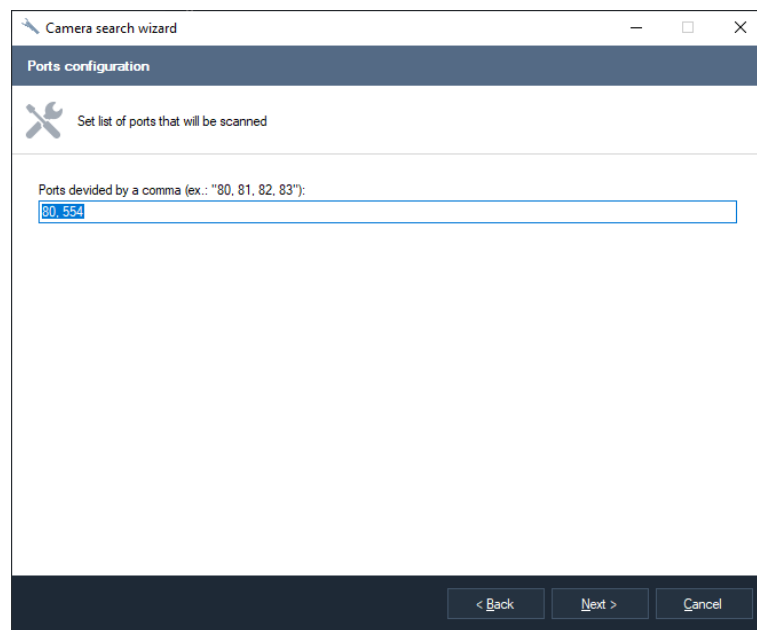 Camera search wizard
Ports configuration
Set list of ports that will be scanned
Ports devided by a comma (ex.: "80, 81, 82, 83"):
80, 554
< Back
Next >
Cancel